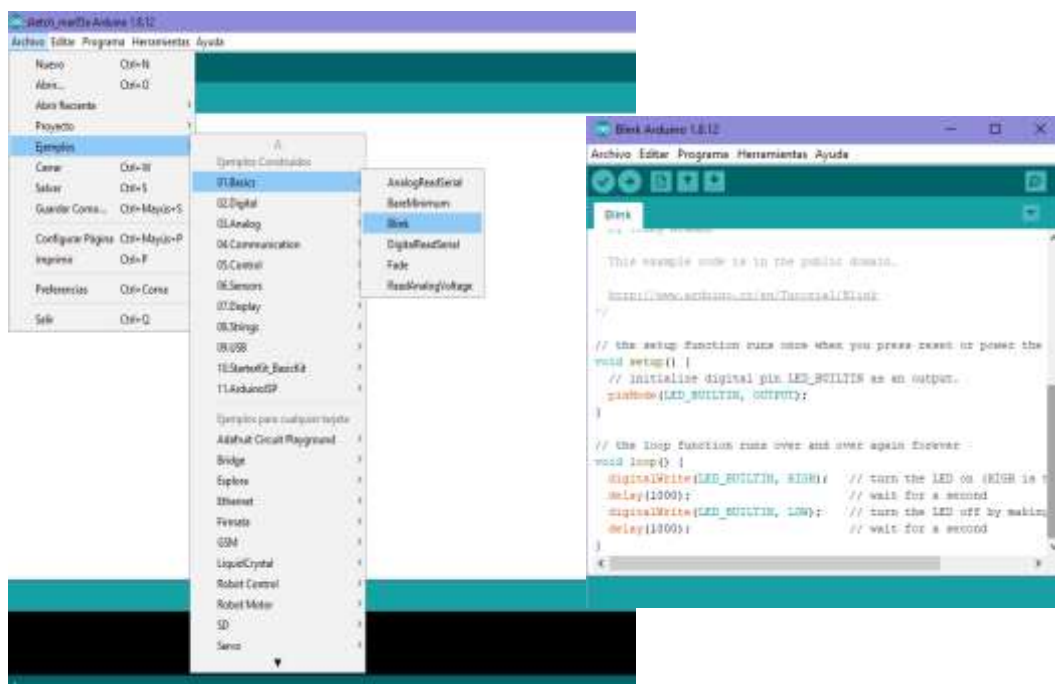 sketch_mar03a Arduino 1.8.12
Archivo Editar Programa Herramientas Ayuda
Nuevo Ctrl+N
Abrir... Ctrl+O
Abrir Reciente
Proyecto
Ejemplos
Cerrar Ctrl+W
Salvar Ctrl+S
Guardar Como... Ctrl+Mayús+S
Configurar Página Ctrl+Mayús+P
Imprimir Ctrl+P
Preferencias Ctrl+Coma
Salir Ctrl+Q
Ejemplos Construidos
01.Basics
02.Digital
03.Analog
04.Communication
05.Control
06.Sensors
07.Display
08.Strings
09.USB
10.StarterKit_BasicKit
11.ArduinoISP
Ejemplos para cualquier tarjeta
Adafruit Circuit Playground
Bridge
Esplora
Ethernet
Firmata
GSM
LiquidCrystal
Robot Control
Robot Motor
SD
Servo
AnalogReadSerial
BareMinimum
Blink
DigitalReadSerial
Fade
ReadAnalogVoltage
Blink Arduino 1.8.12
Archivo Editar Programa Herramientas Ayuda
Blink
This example code is in the public domain.
http://www.arduino.cc/en/Tutorial/Blink
*/
// the setup function runs once when you press reset or power the
void setup() {
// initialize digital pin LED_BUILTIN as an output.
pinMode(LED_BUILTIN, OUTPUT);
}
// the loop function runs over and over again forever
void loop() {
digitalWrite(LED_BUILTIN, HIGH); // turn the LED on (HIGH is
delay(1000); // wait for a second
digitalWrite(LED_BUILTIN, LOW); // turn the LED off by making
delay(1000); // wait for a second
}